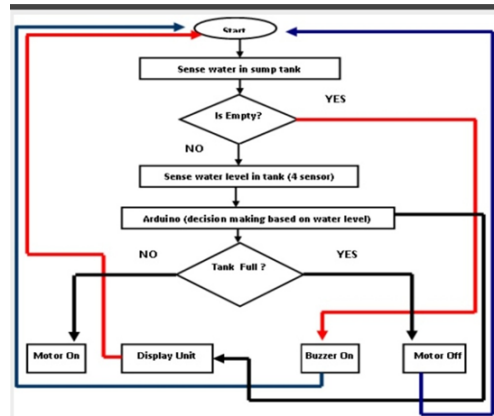 Start
Sense water in sump tank
YES
Is Empty?
NO
Sense water level in tank (4 sensor)
Arduino (decision making based on water level)
NO
YES
Tank Full ?
Motor On
Display Unit
Buzzer On
Motor Off